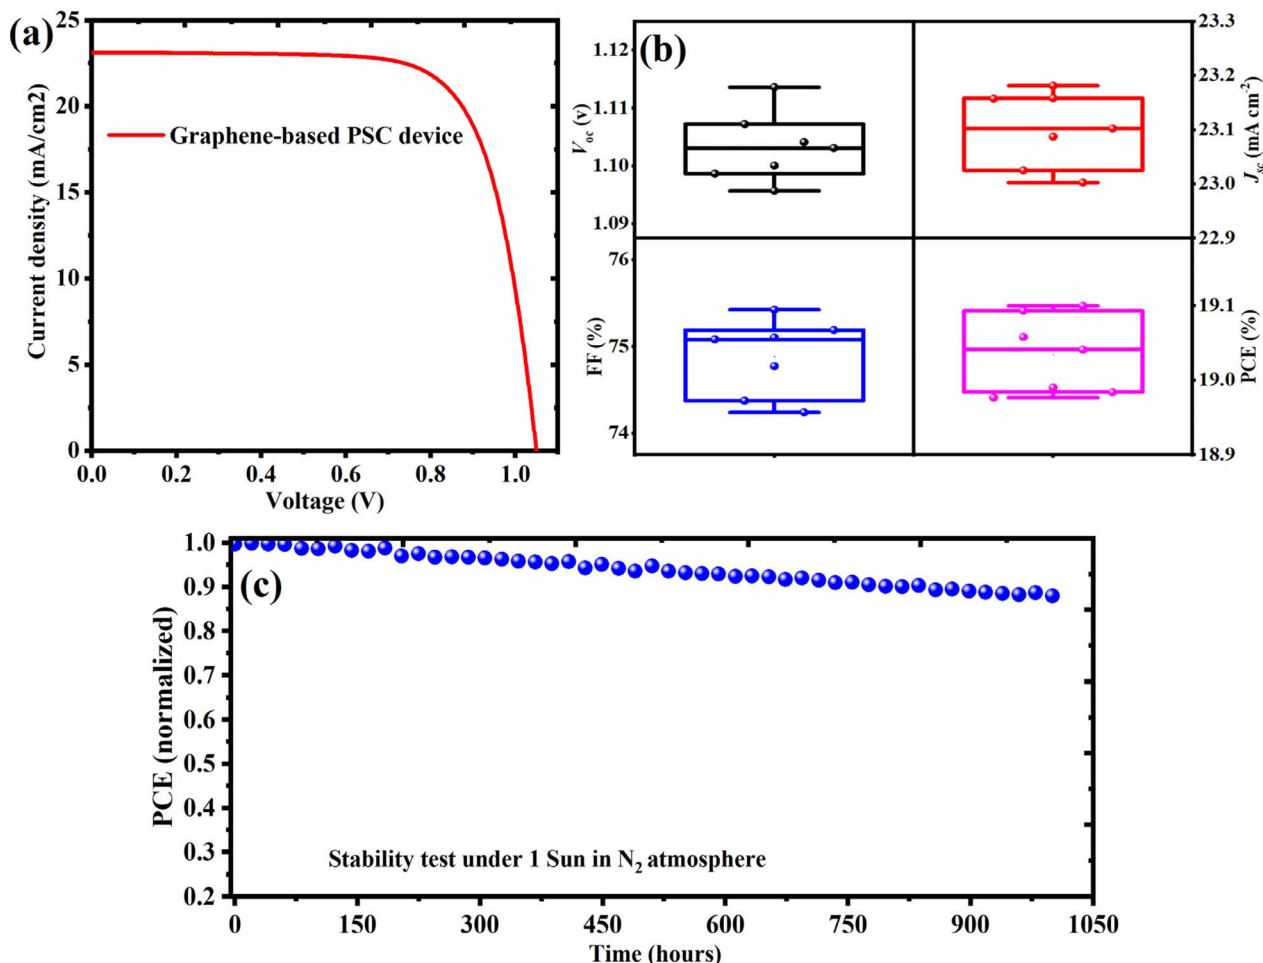 (a)
25
20
15
10
5
0
Current density (mA/cm2)
Graphene-based PSC device
0.0 0.2 0.4 0.6 0.8 1.0
Voltage (V)
(b)
1.12
1.11
1.10
1.09
Voc (v)
23.3
23.2
23.1
23.0
22.9
Jsc (mA cm-2)
76
75
74
FF (%)
19.1
19.0
18.9
PCE (%)
(c)
1.0
0.9
0.8
0.7
0.6
0.5
0.4
0.3
0.2
PCE (normalized)
Stability test under 1 Sun in N2 atmosphere
0 150 300 450 600 750 900 1050
Time (hours)